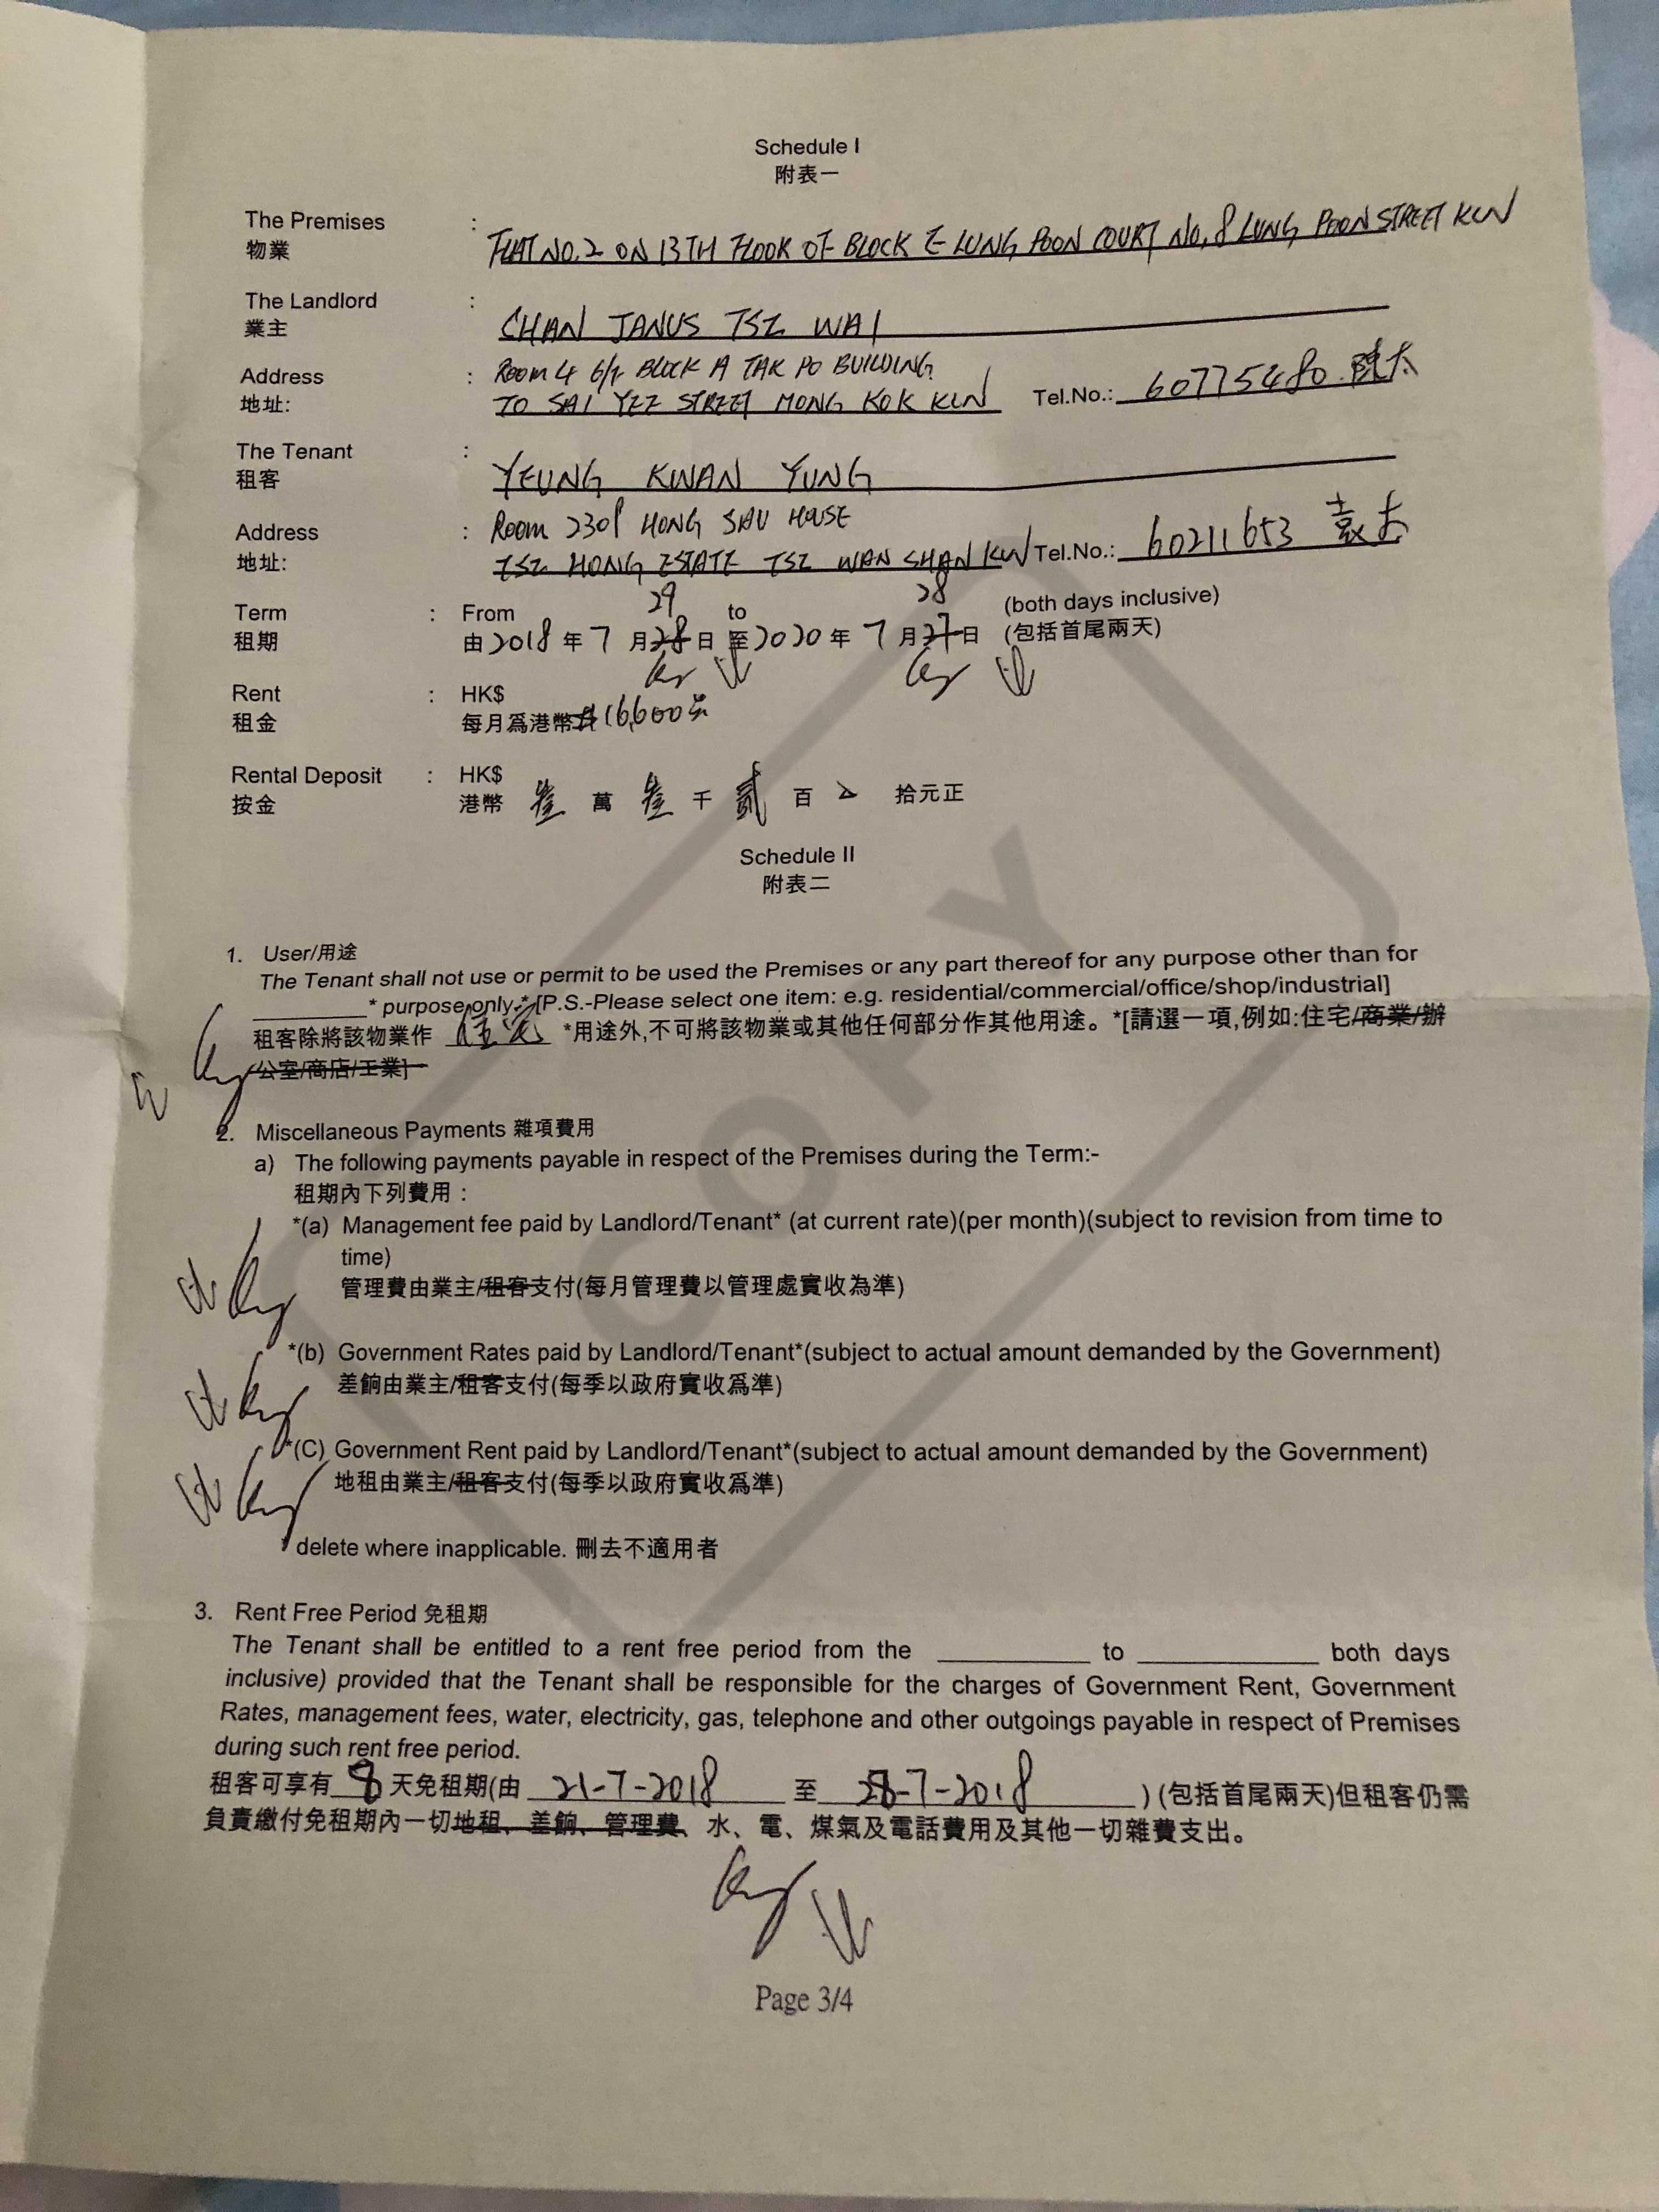 Schedule I
附表一
The Premises : FLAT NO.2 ON 13TH FLOOR OF BLOCK E LUNG POON COURT NO. 8 LUNG POON STREET KLN
物業
The Landlord : CHAN JANUS TSZ WAI
業主
Address : ROOM 4 6/F BLOCK A TAK PO BUILDING
地址: TO SAI YEE STREET MONG KOK KLN Tel.No.: 60775480 陳太
The Tenant : YEUNG KWAN YUNG
租客
Address : ROOM 2301 HONG SAU HOUSE
地址: TSZ HONG ESTATE TSZ WAN SHAN KLN Tel.No.: 60211653 袁太
29 28
Term : From to (both days inclusive)
租期 由2018年7月28日至2020年7月27日 (包括首尾兩天)
Rent : HK$
租金 每月爲港幣 16,600元
Rental Deposit : HK$
按金 港幣 叁 萬 叁 千 貳 百 拾元正
Schedule II
附表二
1. User/用途
The Tenant shall not use or permit to be used the Premises or any part thereof for any purpose other than for
* purpose only.* [P.S.-Please select one item: e.g. residential/commercial/office/shop/industrial]
租客除將該物業作 住宅 *用途外,不可將該物業或其他任何部分作其他用途。*[請選一項,例如:住宅/商業/辦
公室/商店/工業]
2. Miscellaneous Payments 雜項費用
a) The following payments payable in respect of the Premises during the Term:-
租期內下列費用：
*(a) Management fee paid by Landlord/Tenant* (at current rate)(per month)(subject to revision from time to
time)
管理費由業主/租客支付(每月管理費以管理處實收為準)
*(b) Government Rates paid by Landlord/Tenant*(subject to actual amount demanded by the Government)
差餉由業主/租客支付(每季以政府實收爲準)
*(C) Government Rent paid by Landlord/Tenant*(subject to actual amount demanded by the Government)
地租由業主/租客支付(每季以政府實收爲準)
* delete where inapplicable. 刪去不適用者
3. Rent Free Period 免租期
The Tenant shall be entitled to a rent free period from the to both days
inclusive) provided that the Tenant shall be responsible for the charges of Government Rent, Government
Rates, management fees, water, electricity, gas, telephone and other outgoings payable in respect of Premises
during such rent free period.
租客可享有 8 天免租期(由 21-7-2018 至 28-7-2018 ) (包括首尾兩天)但租客仍需
負責繳付免租期內一切地租、差餉、管理費、水、電、煤氣及電話費用及其他一切雜費支出。
Page 3/4
COPY